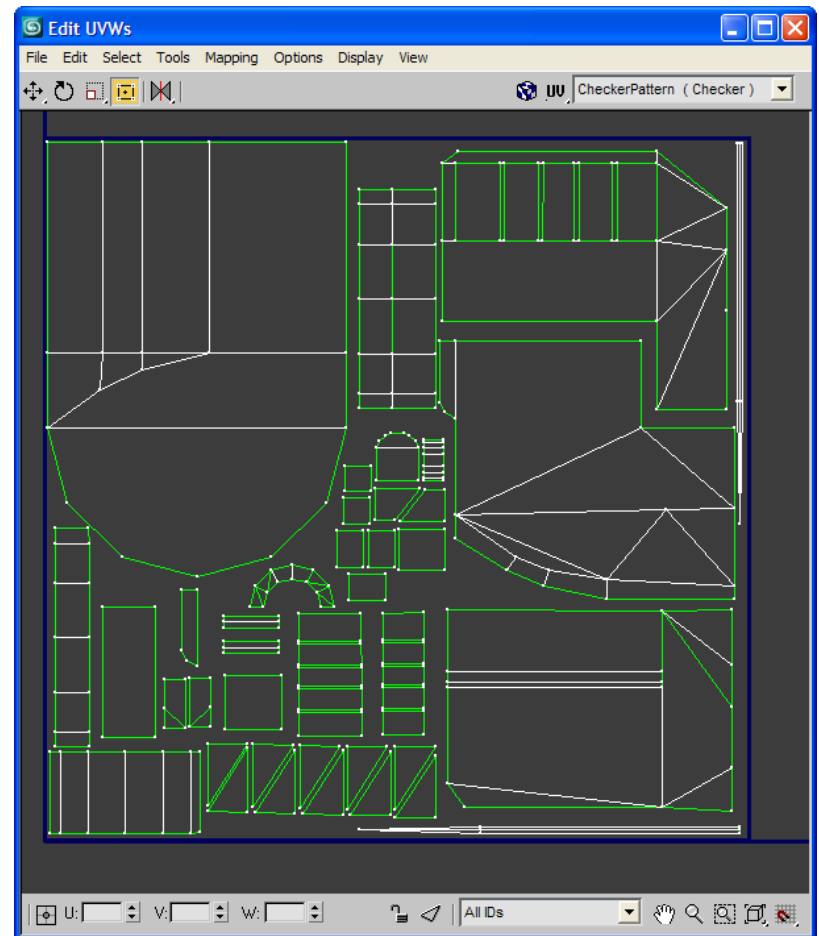 Edit UVWs
File Edit Select Tools Mapping Options Display View
UV CheckerPattern ( Checker )
U: V: W: All IDs